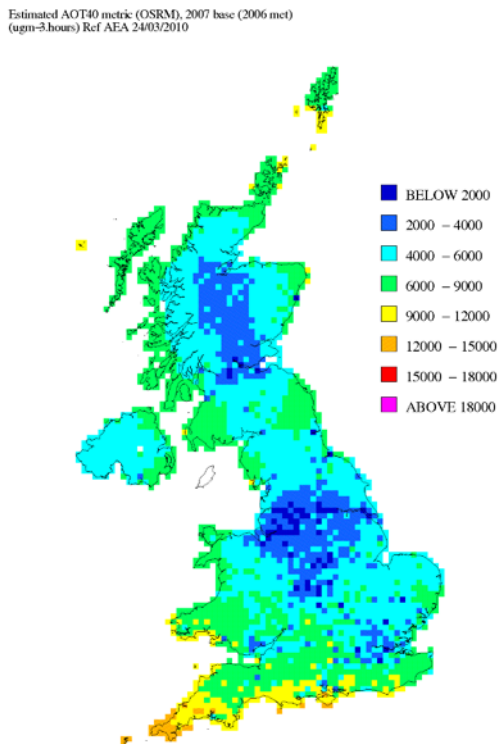 Estimated AOT40 metric (OSRM), 2007 base (2006 met)
(ugm-3.hours) Ref AEA 24/03/2010
BELOW 2000
2000 - 4000
4000 - 6000
6000 - 9000
9000 - 12000
12000 - 15000
15000 - 18000
ABOVE 18000